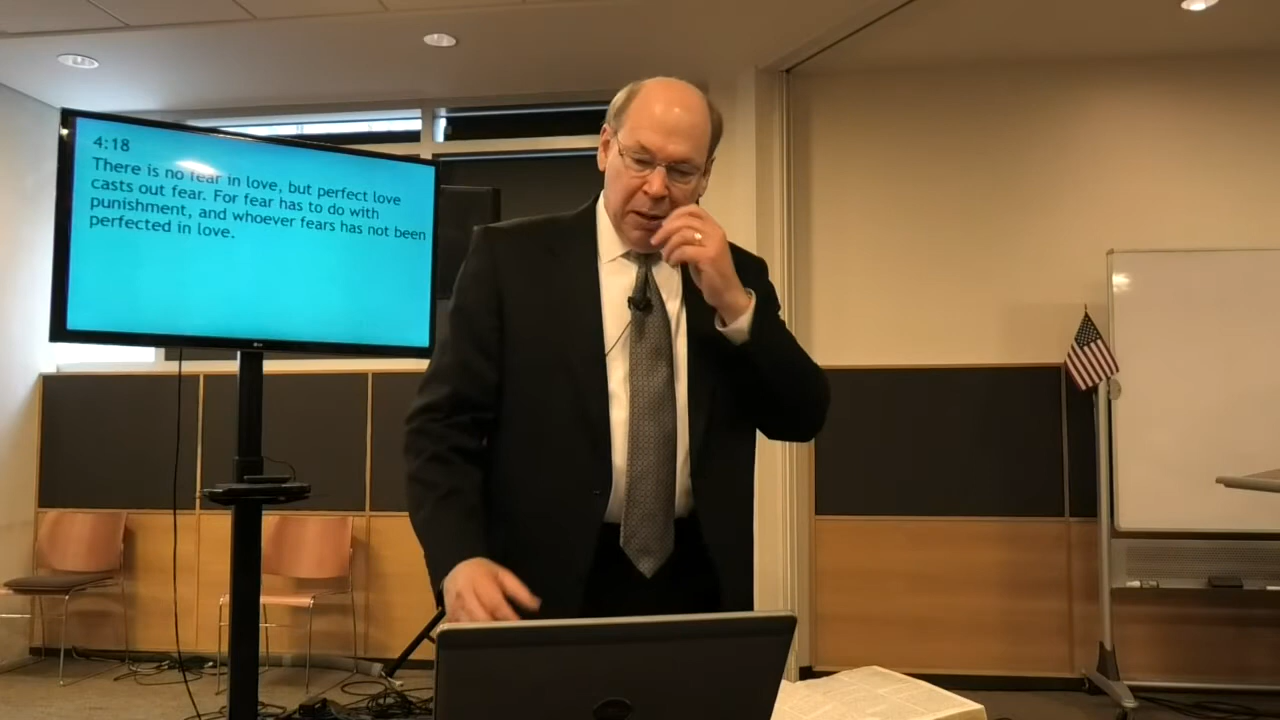 4:18
There is no fear in love, but perfect love
casts out fear. For fear has to do with
punishment, and whoever fears has not been
perfected in love.